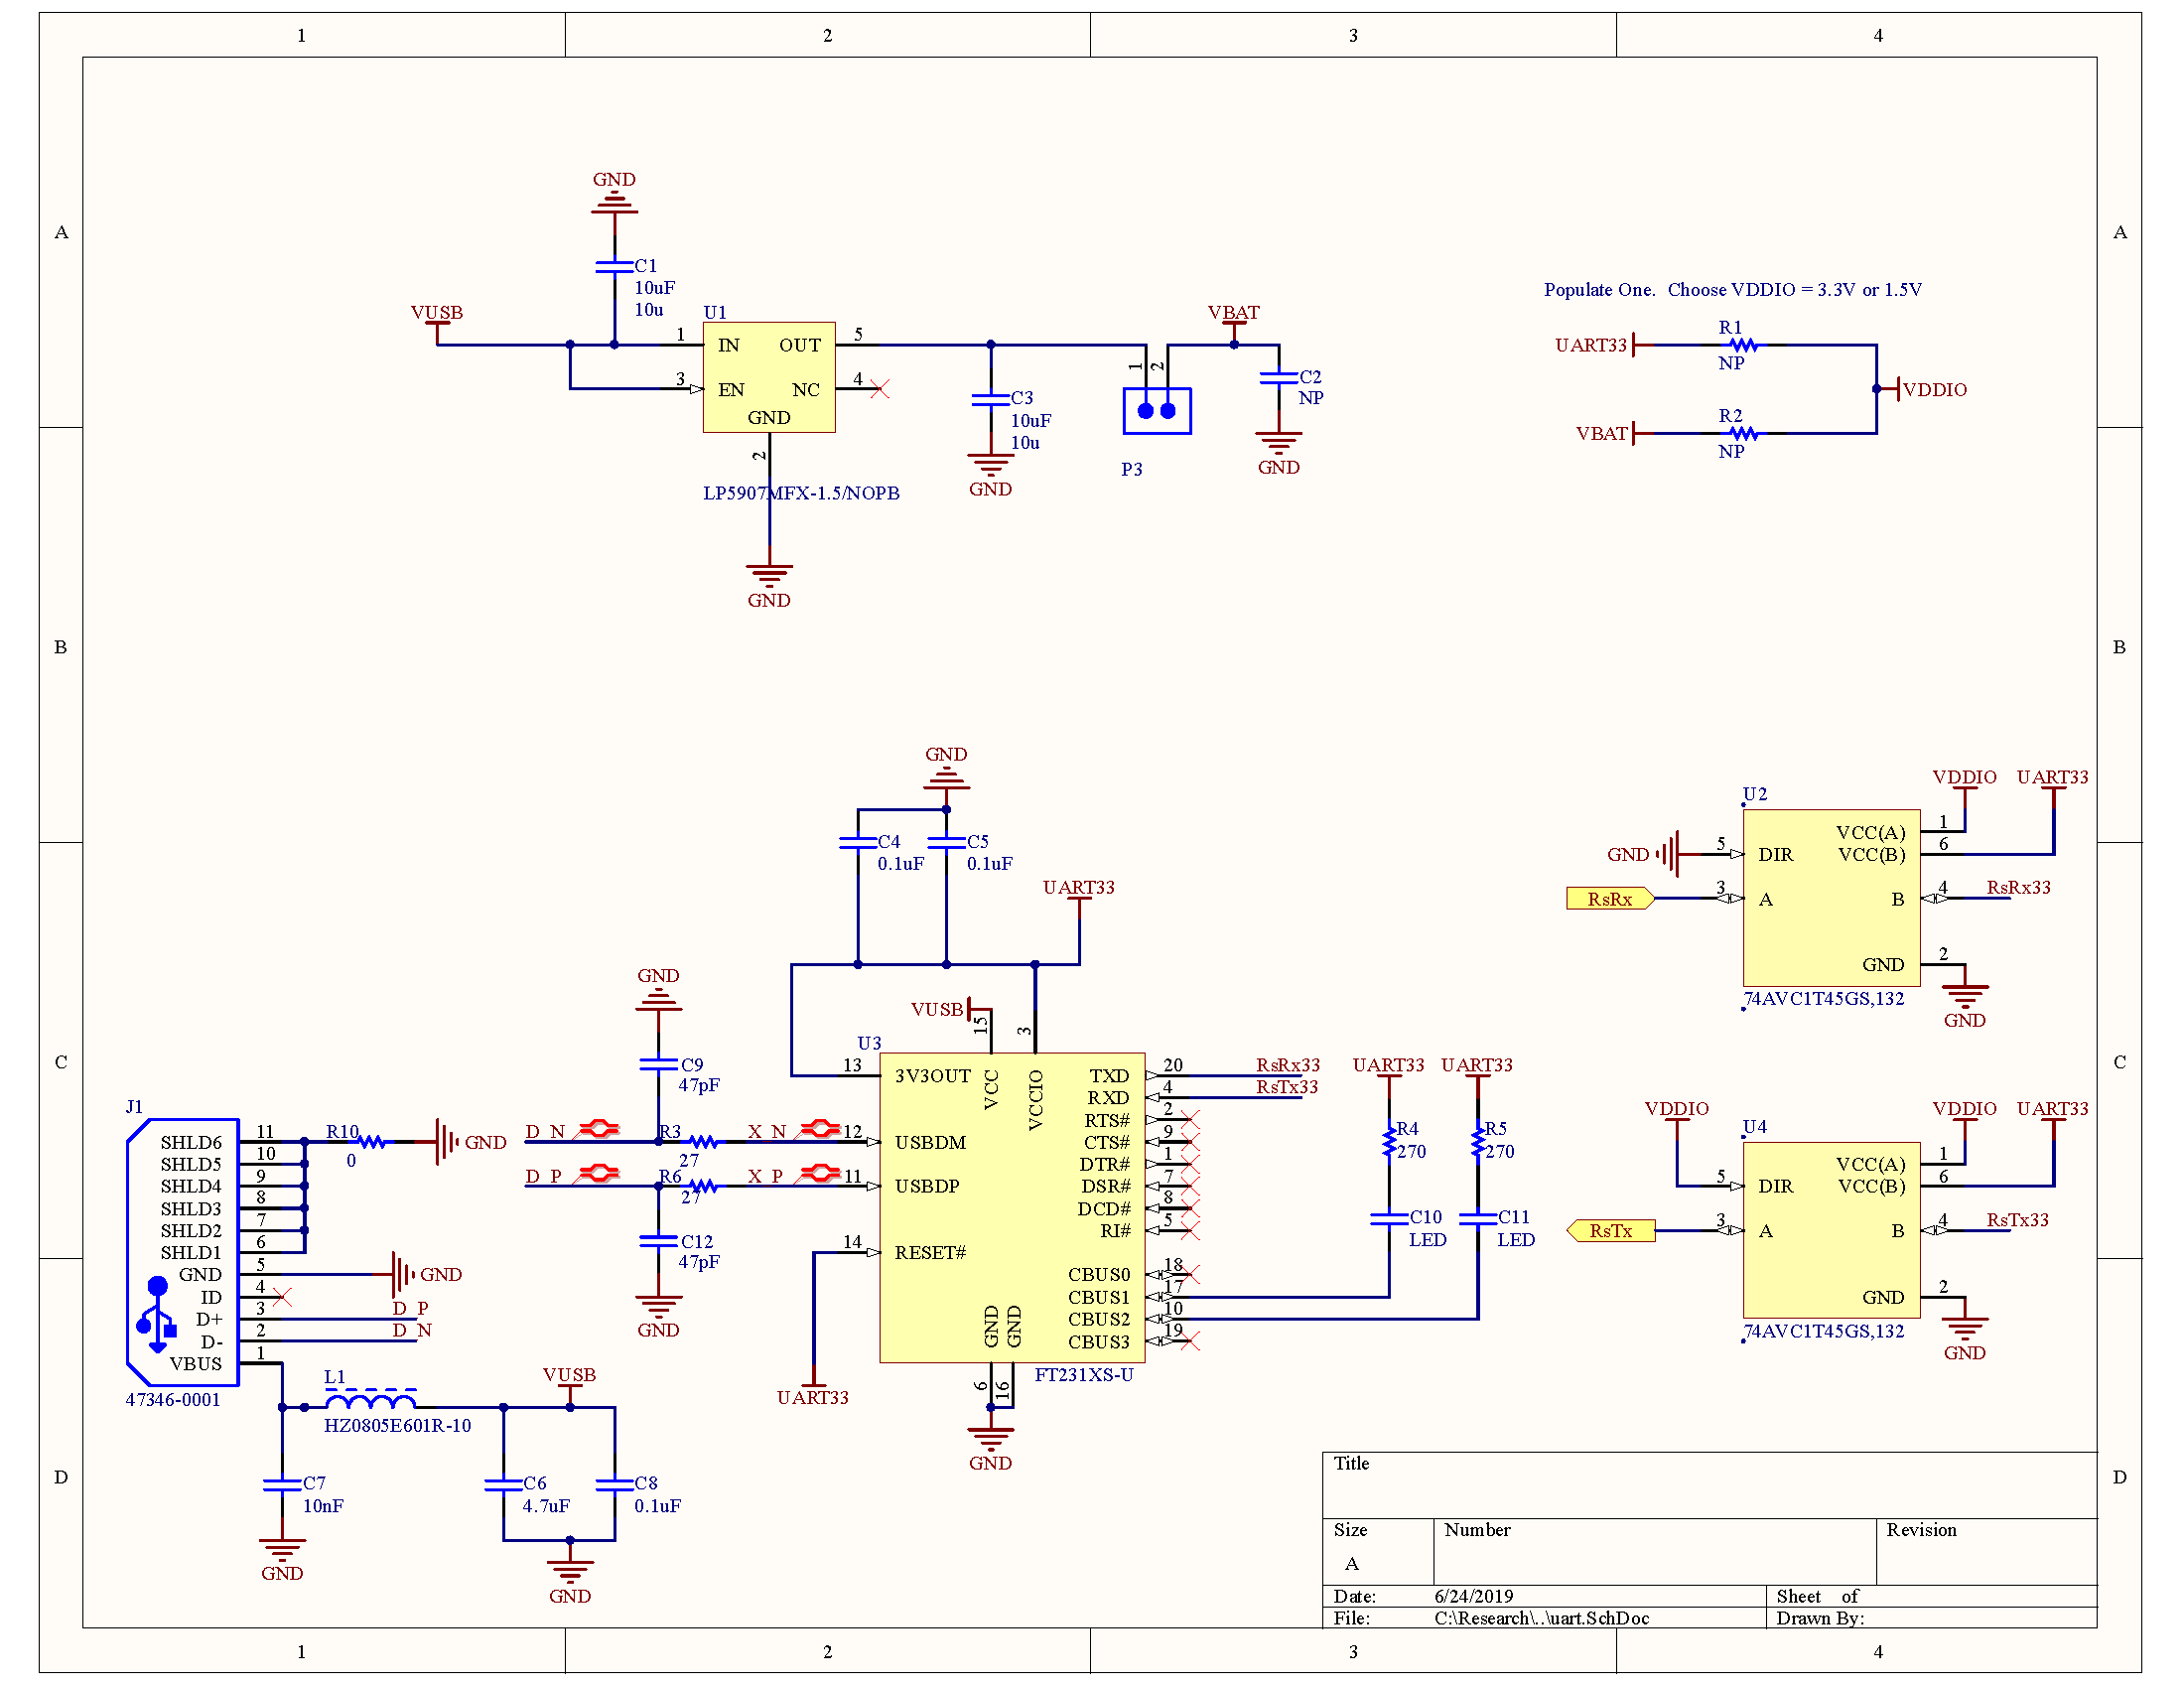 1 2 3 4
A A
B B
C C
D D
1 2 3 4
GND
C1
10uF
10u
VUSB
U1
1 IN OUT 5
3 EN NC 4
GND
2
LP5907MFX-1.5/NOPB
GND
C3
10uF
10u
GND
1 2
P3
VBAT
C2
NP
GND
Populate One. Choose VDDIO = 3.3V or 1.5V
UART33
R1
NP
VDDIO
VBAT
R2
NP
GND
C4
0.1uF
C5
0.1uF
UART33
VUSB
15 3
U3
13 3V3OUT
VCC
VCCIO
12 USBDM
11 USBDP
14 RESET#
UART33
GND GND
6 16
GND
FT231XS-U
TXD 20 RsRx33
RXD 4 RsTx33
RTS# 2
CTS# 9
DTR# 1
DSR# 7
DCD# 8
RI# 5
CBUS0 18
CBUS1 17
CBUS2 10
CBUS3 19
UART33 UART33
R4
270
R5
270
C10
LED
C11
LED
GND
C9
47pF
D_N R3 X_N
27
D_P R6 X_P
27
C12
47pF
GND
J1
SHLD6 11
SHLD5 10
SHLD4 9
SHLD3 8
SHLD2 7
SHLD1 6
GND 5
ID 4
D+ 3 D_P
D- 2 D_N
VBUS 1
47346-0001
R10
0
GND
GND
L1
HZ0805E601R-10
VUSB
C7
10nF
GND
C6
4.7uF
C8
0.1uF
GND
VDDIO UART33
U2
VCC(A) 1
VCC(B) 6
GND 5 DIR
RsRx 3 A
B 4 RsRx33
GND 2
74AVC1T45GS,132
GND
VDDIO VDDIO UART33
U4
VCC(A) 1
VCC(B) 6
5 DIR
RsTx 3 A
B 4 RsTx33
GND 2
74AVC1T45GS,132
GND
Title
Size Number Revision
A
Date: 6/24/2019 Sheet of
File: C:\Research\..\uart.SchDoc Drawn By: